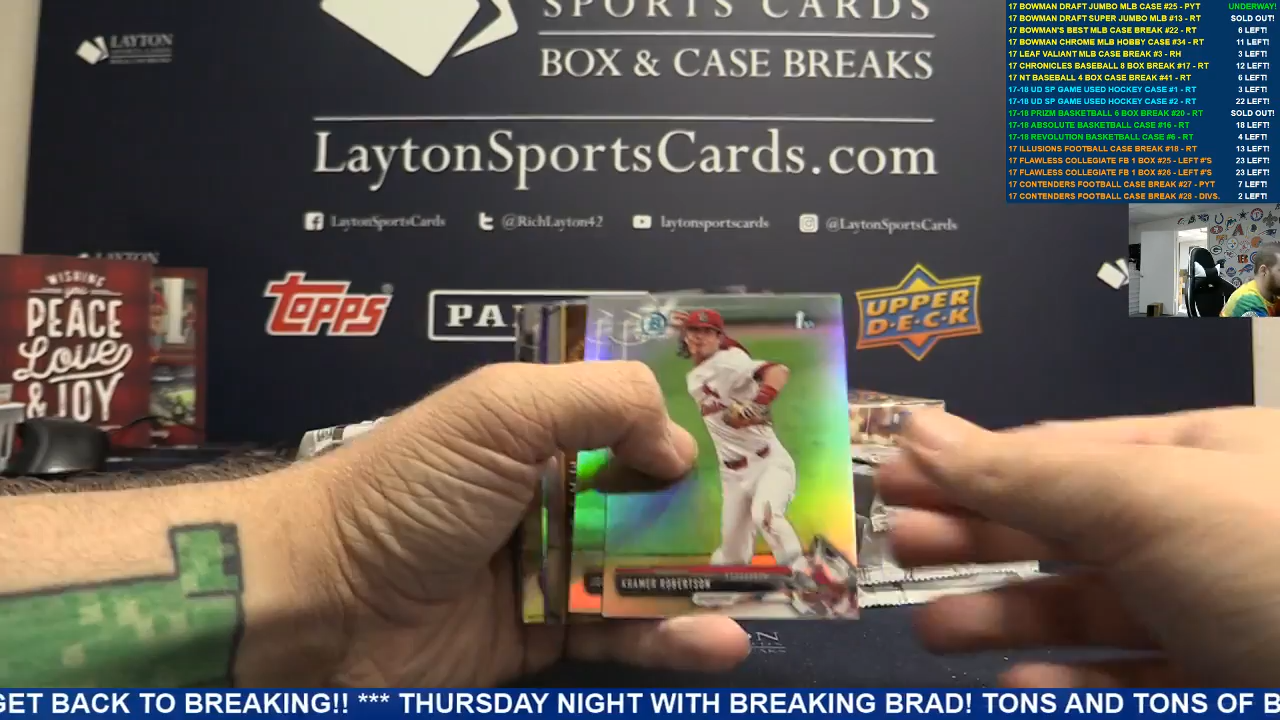 SPORTS CARDS
BOX & CASE BREAKS
LaytonSportsCards.com
LaytonSportsCards
@RichLayton42
laytonsportscards
@LaytonSportsCards
LAYTON
topps
PA
UPPER
DECK
WISHING
you
PEACE
Love
& JOY
1st
KRAMER ROBERTSON
17 BOWMAN DRAFT JUMBO MLB CASE #25 - PYT UNDERWAY!
17 BOWMAN DRAFT SUPER JUMBO MLB #13 - RT SOLD OUT!
17 BOWMAN'S BEST MLB CASE BREAK #22 - RT 6 LEFT!
17 BOWMAN CHROME MLB HOBBY CASE #34 - RT 11 LEFT!
17 LEAF VALIANT MLB CASE BREAK #3 - RH 3 LEFT!
17 CHRONICLES BASEBALL 8 BOX BREAK #17 - RT 12 LEFT!
17 NT BASEBALL 4 BOX CASE BREAK #41 - RT 6 LEFT!
17-18 UD SP GAME USED HOCKEY CASE #1 - RT 3 LEFT!
17-18 UD SP GAME USED HOCKEY CASE #2 - RT 22 LEFT!
17-18 PRIZM BASKETBALL 6 BOX BREAK #20 - RT SOLD OUT!
17-18 ABSOLUTE BASKETBALL CASE #16 - RT 18 LEFT!
17-18 REVOLUTION BASKETBALL CASE #6 - RT 4 LEFT!
17 ILLUSIONS FOOTBALL CASE BREAK #18 - RT 13 LEFT!
17 FLAWLESS COLLEGIATE FB 1 BOX #25 - LEFT #'S 23 LEFT!
17 FLAWLESS COLLEGIATE FB 1 BOX #26 - LEFT #'S 23 LEFT!
17 CONTENDERS FOOTBALL CASE BREAK #27 - PYT 7 LEFT!
17 CONTENDERS FOOTBALL CASE BREAK #28 - DIVS. 2 LEFT!
GET BACK TO BREAKING!! *** THURSDAY NIGHT WITH BREAKING BRAD! TONS AND TONS OF B